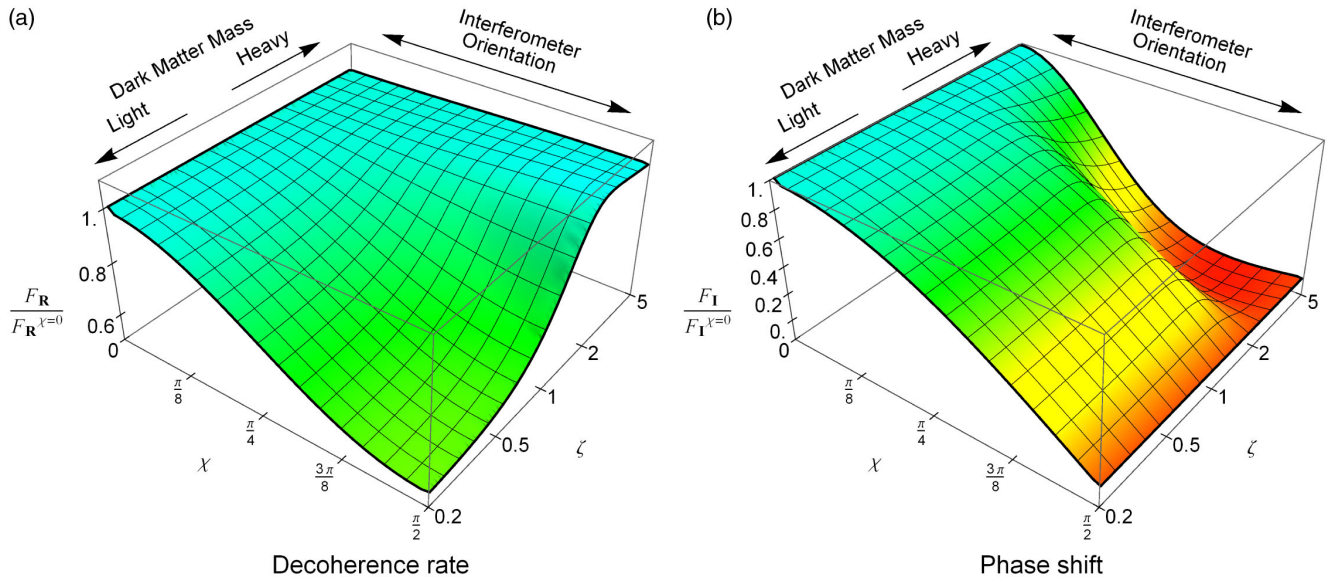 (a)
Dark Matter Mass
Heavy
Light
Interferometer
Orientation
1.
0.8
0.6
F_R
F_R^χ=0
0
π/8
π/4
3π/8
π/2
χ
0.2
0.5
1
2
5
ζ
Decoherence rate
(b)
Dark Matter Mass
Heavy
Light
Interferometer
Orientation
1.
0.8
0.6
0.4
0.2
0.
F_I
F_I^χ=0
0
π/8
π/4
3π/8
π/2
χ
0.2
0.5
1
2
5
ζ
Phase shift